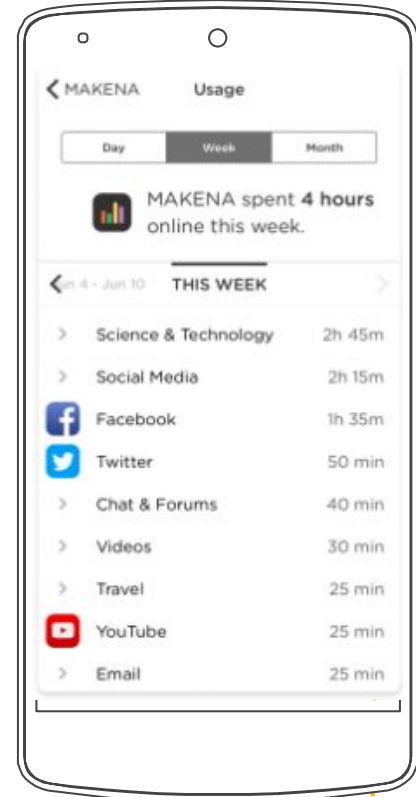 MAKENA Usage
Day Week Month
MAKENA spent 4 hours
online this week.
4 - Jun 10 THIS WEEK
Science & Technology 2h 45m
Social Media 2h 15m
Facebook 1h 35m
Twitter 50 min
Chat & Forums 40 min
Videos 30 min
Travel 25 min
YouTube 25 min
Email 25 min